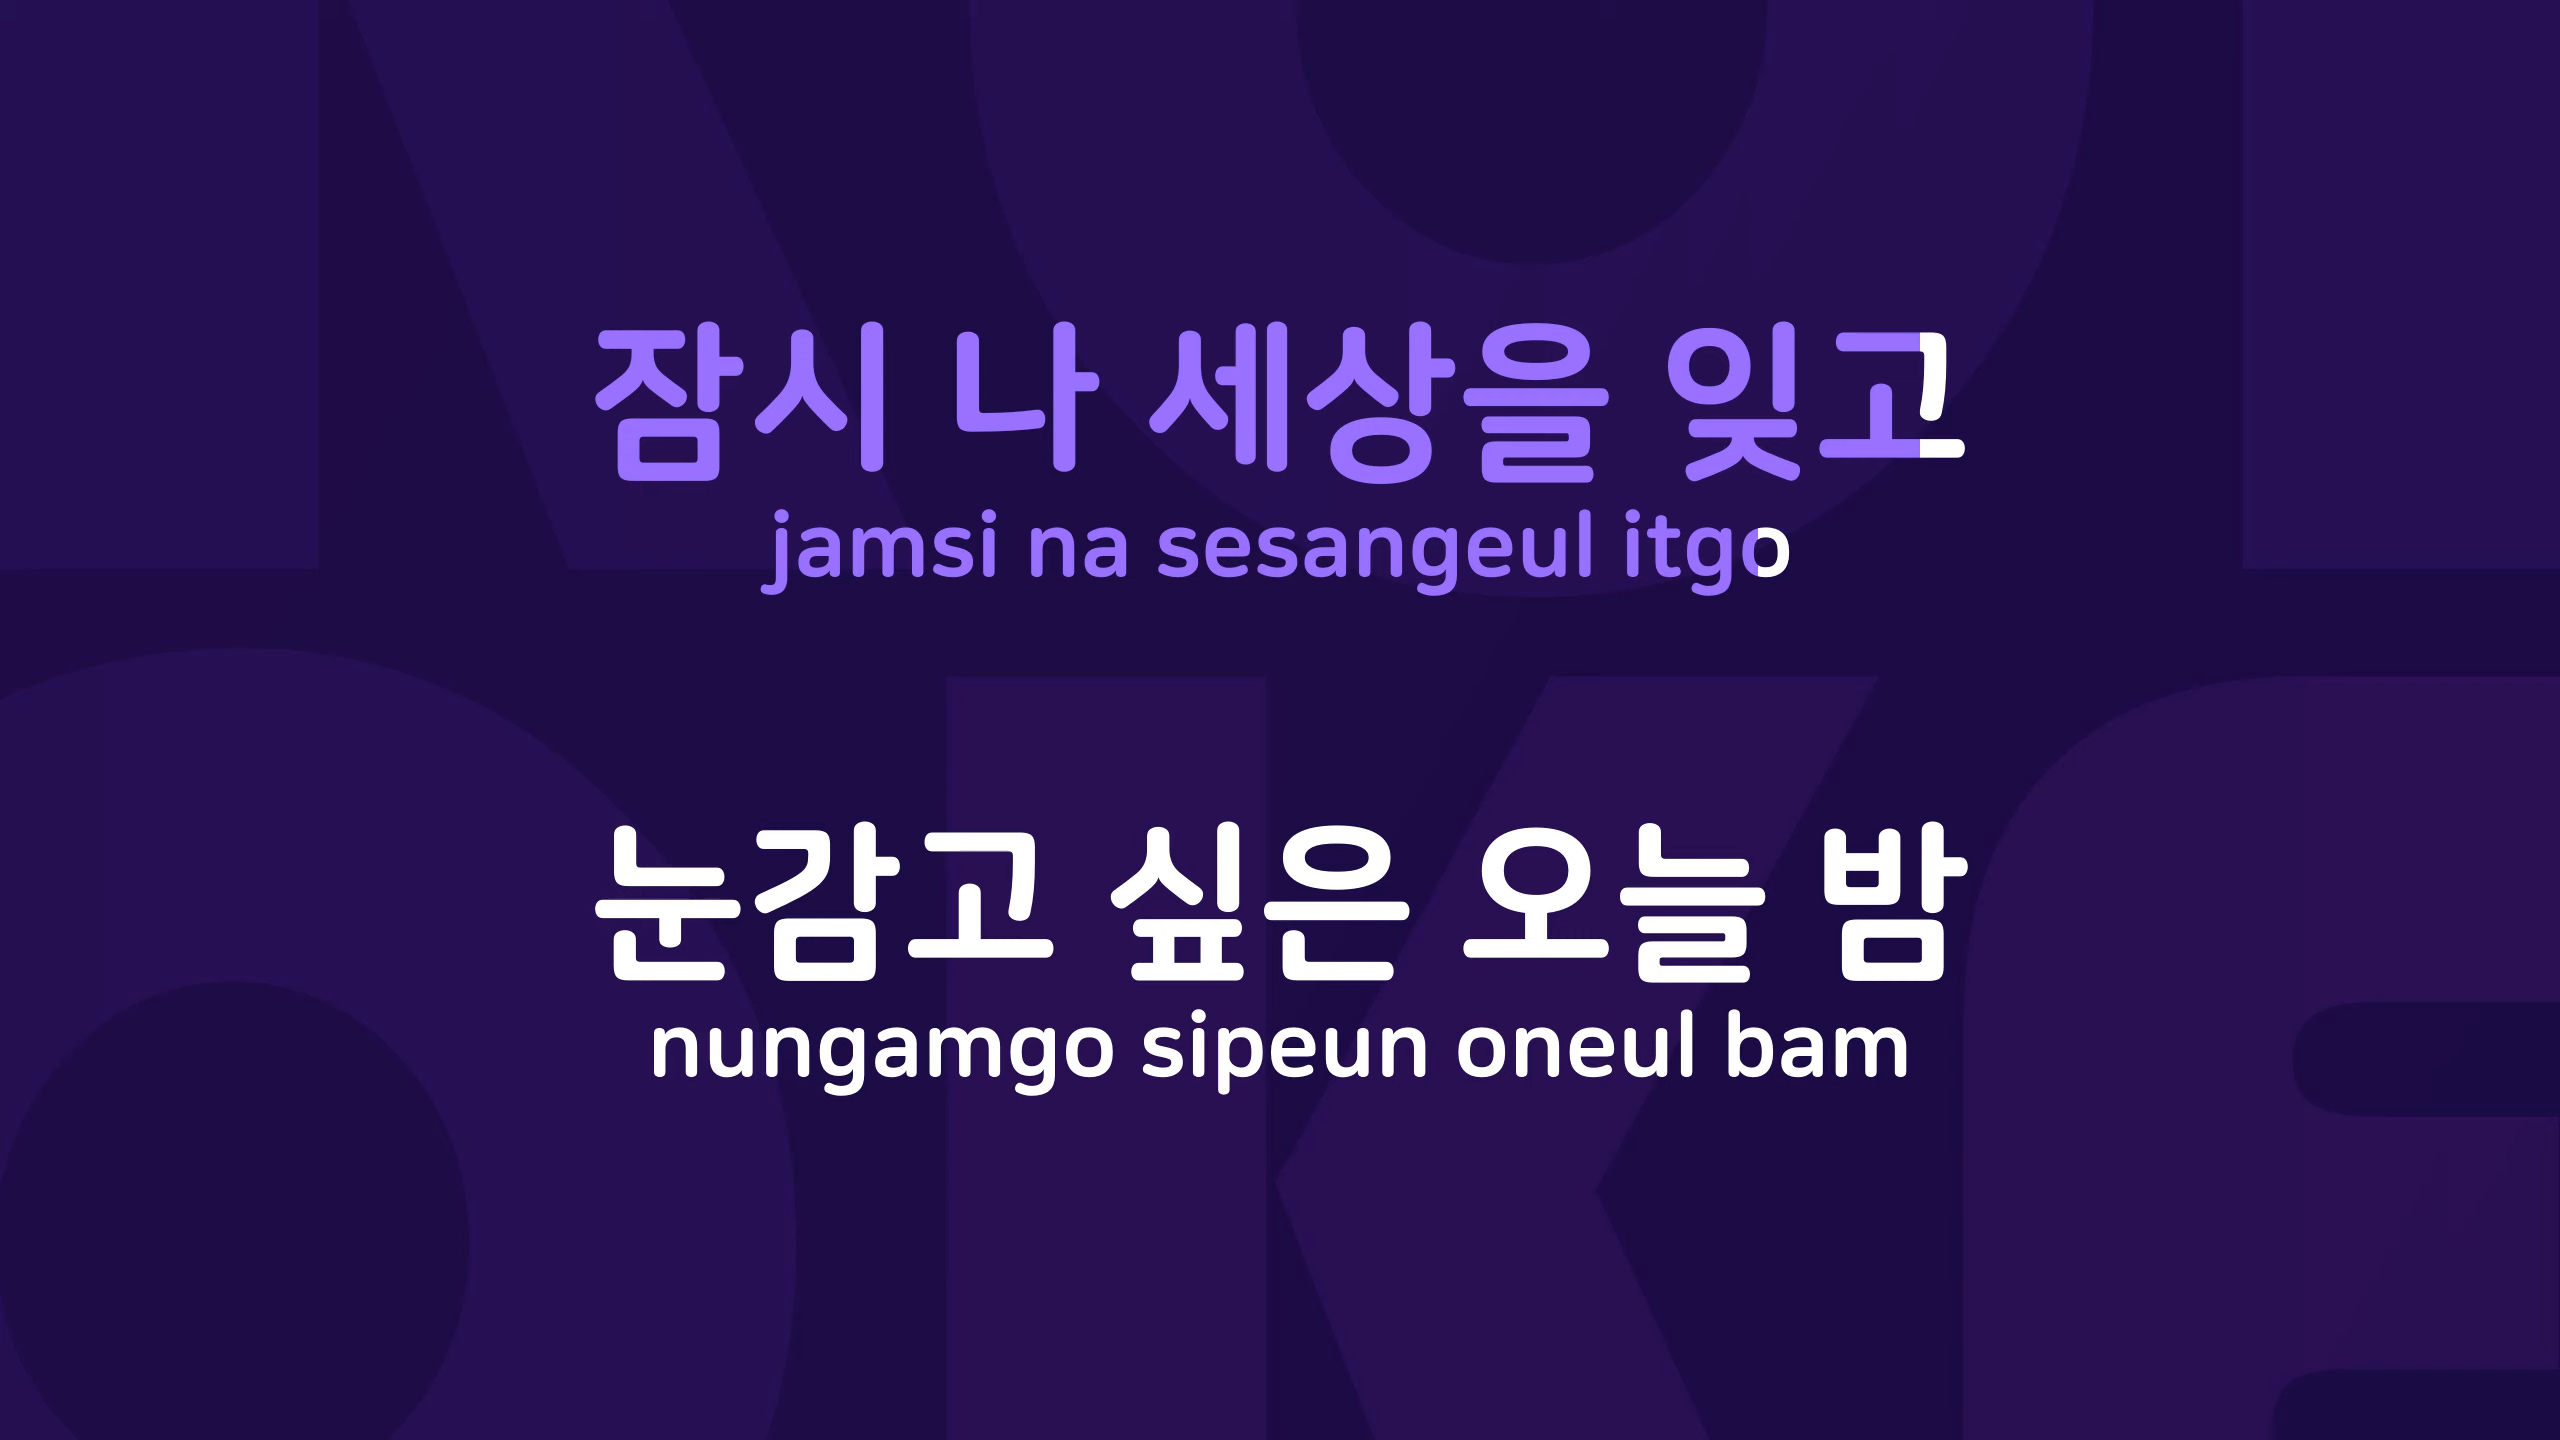 잠시 나 세상을 잊고
jamsi na sesangeul itgo
눈감고 싶은 오늘 밤
nungamgo sipeun oneul bam